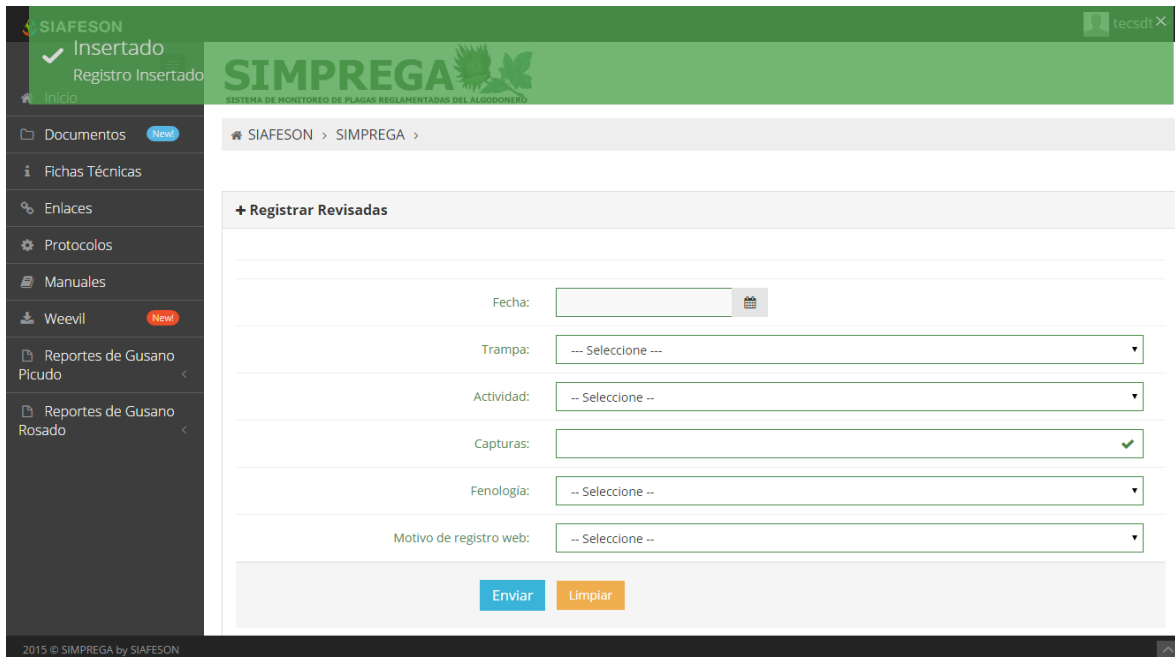 SIAFESON
tecsdt
Insertado
Registro Insertado
SIMPREGA
SISTEMA DE MONITOREO DE PLAGAS REGLAMENTADAS DEL ALGODONERO
Inicio
Documentos New!
Fichas Técnicas
Enlaces
Protocolos
Manuales
Weevil New!
Reportes de Gusano
Picudo
Reportes de Gusano
Rosado
SIAFESON > SIMPREGA >
Registrar Revisadas
Fecha:
Trampa: --- Seleccione ---
Actividad: -- Seleccione --
Capturas:
Fenología: -- Seleccione --
Motivo de registro web: -- Seleccione --
Enviar Limpiar
2015 © SIMPREGA by SIAFESON